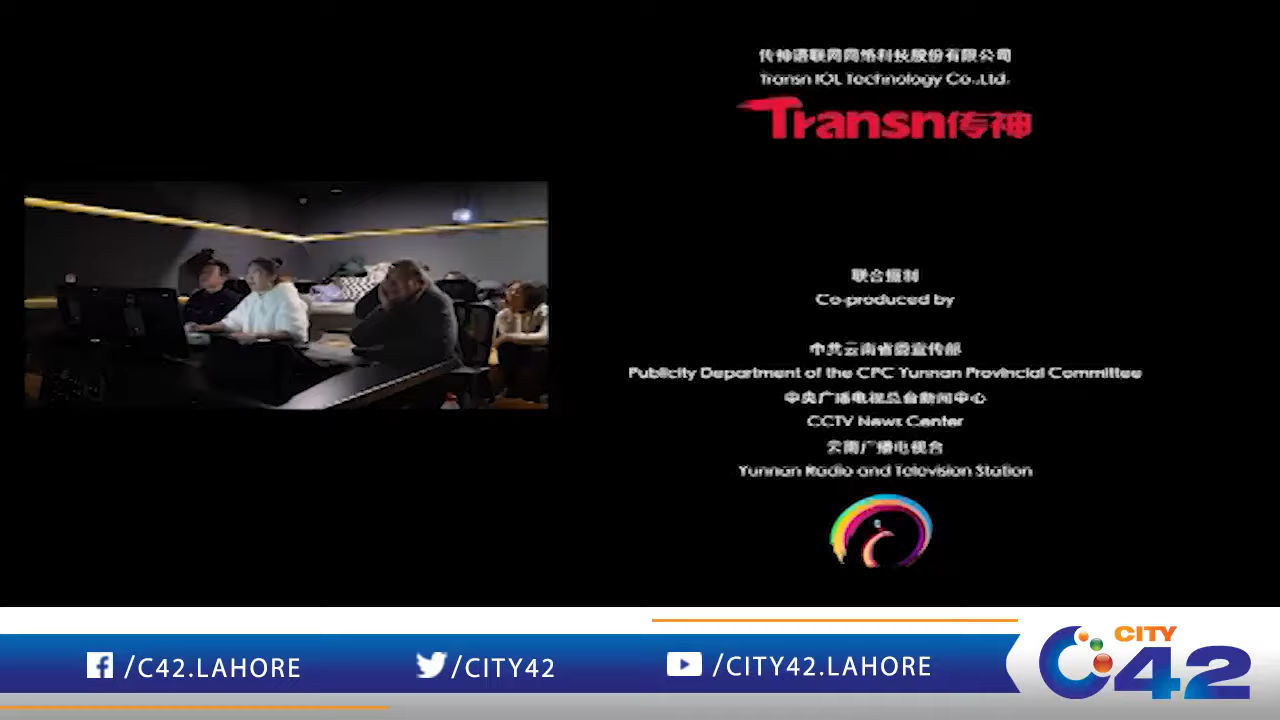 传神语联网网络科技股份有限公司
Transn IOL Technology Co.,Ltd.
Transn传神
联合摄制
Co-produced by
中共云南省委宣传部
Publicity Department of the CPC Yunnan Provincial Committee
中央广播电视总台新闻中心
CCTV News Center
云南广播电视台
Yunnan Radio and Television Station
/C42.LAHORE
/CITY42
/CITY42.LAHORE
CITY
42